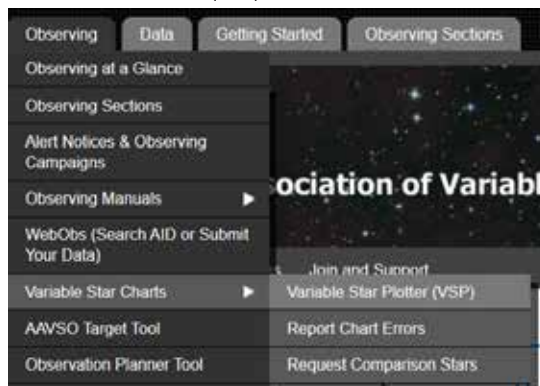 Observing Data Getting Started Observing Sections
Observing at a Glance
Observing Sections
Alert Notices & Observing
Campaigns
Observing Manuals
ociation of Variabl
WebObs (Search AID or Submit
Your Data)
s Join and Support
Variable Star Charts
Variable Star Plotter (VSP)
AAVSO Target Tool
Report Chart Errors
Observation Planner Tool
Request Comparison Stars